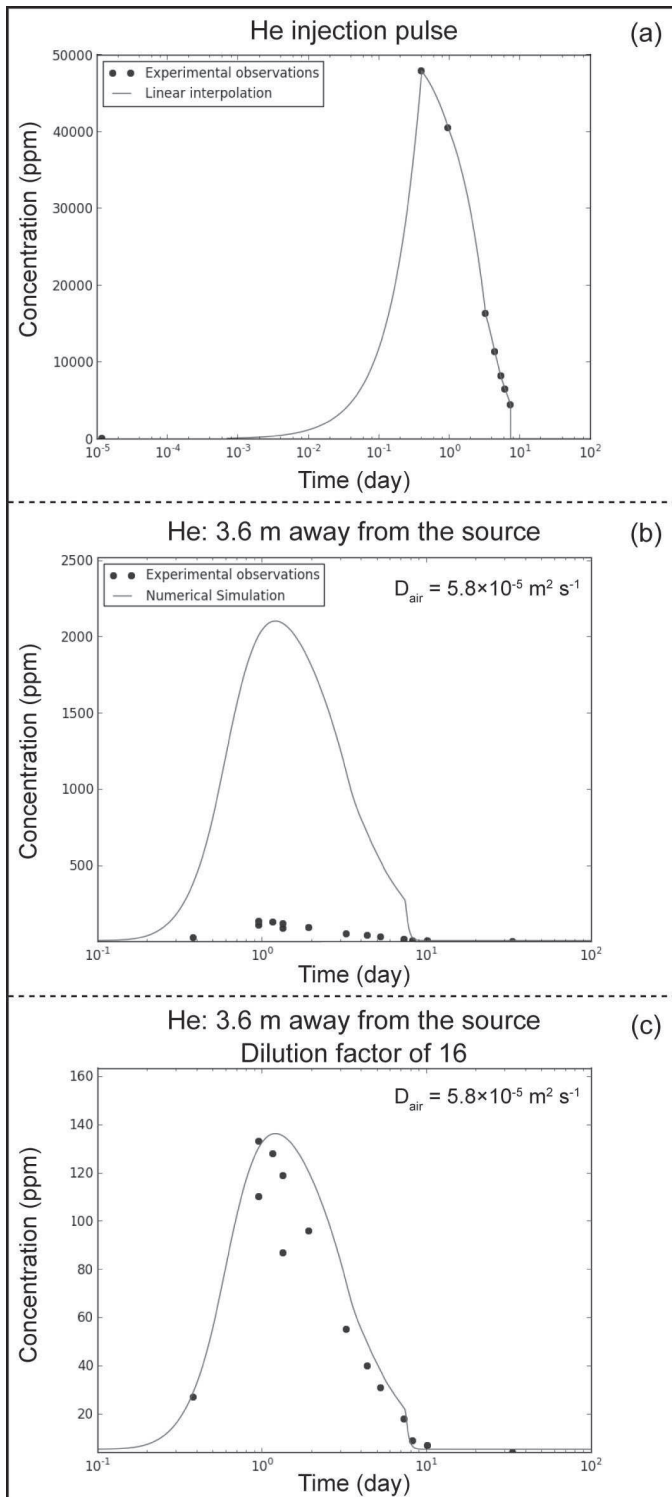 He injection pulse
(a)
Experimental observations
Linear interpolation
50000
40000
30000
20000
10000
0
Concentration (ppm)
10⁻⁵ 10⁻⁴ 10⁻³ 10⁻² 10⁻¹ 10⁰ 10¹ 10²
Time (day)
He: 3.6 m away from the source
(b)
Experimental observations
Numerical Simulation
D_air = 5.8×10⁻⁵ m² s⁻¹
2500
2000
1500
1000
500
Concentration (ppm)
10⁻¹ 10⁰ 10¹ 10²
Time (day)
He: 3.6 m away from the source
(c)
Dilution factor of 16
D_air = 5.8×10⁻⁵ m² s⁻¹
160
140
120
100
80
60
40
20
Concentration (ppm)
10⁻¹ 10⁰ 10¹ 10²
Time (day)